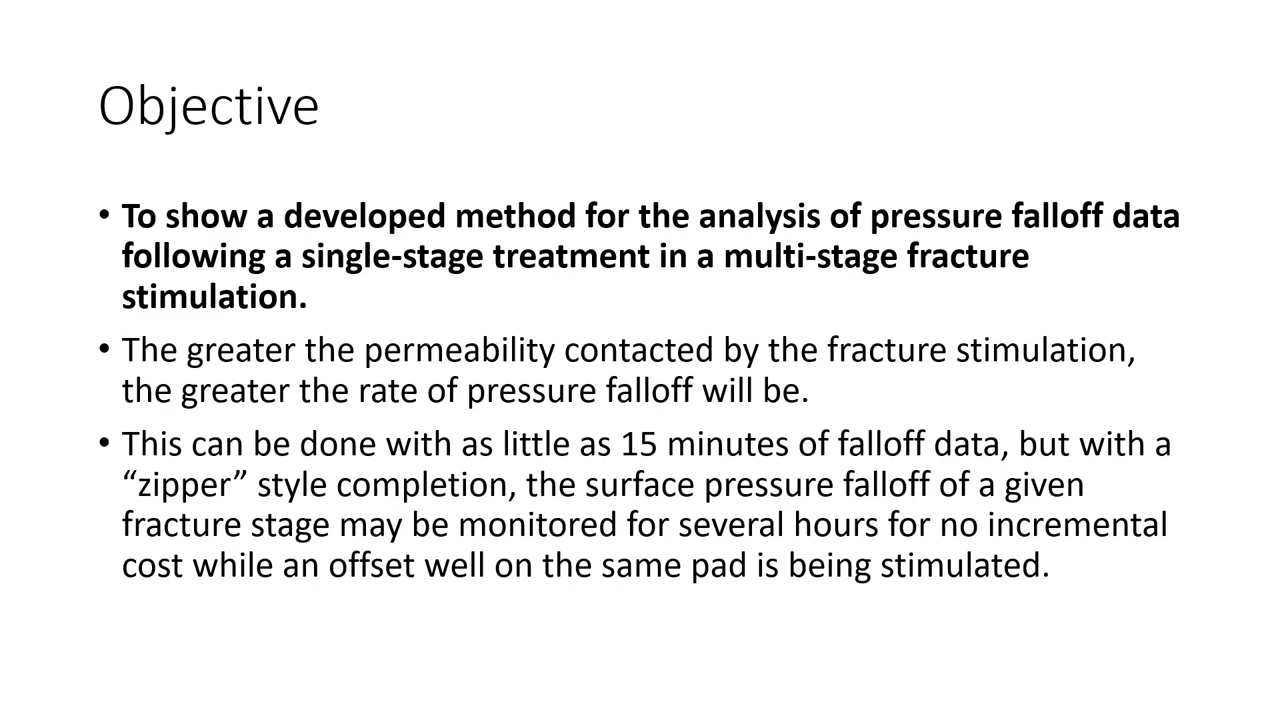 Objective
• To show a developed method for the analysis of pressure falloff data
following a single-stage treatment in a multi-stage fracture
stimulation.
• The greater the permeability contacted by the fracture stimulation,
the greater the rate of pressure falloff will be.
• This can be done with as little as 15 minutes of falloff data, but with a
“zipper” style completion, the surface pressure falloff of a given
fracture stage may be monitored for several hours for no incremental
cost while an offset well on the same pad is being stimulated.